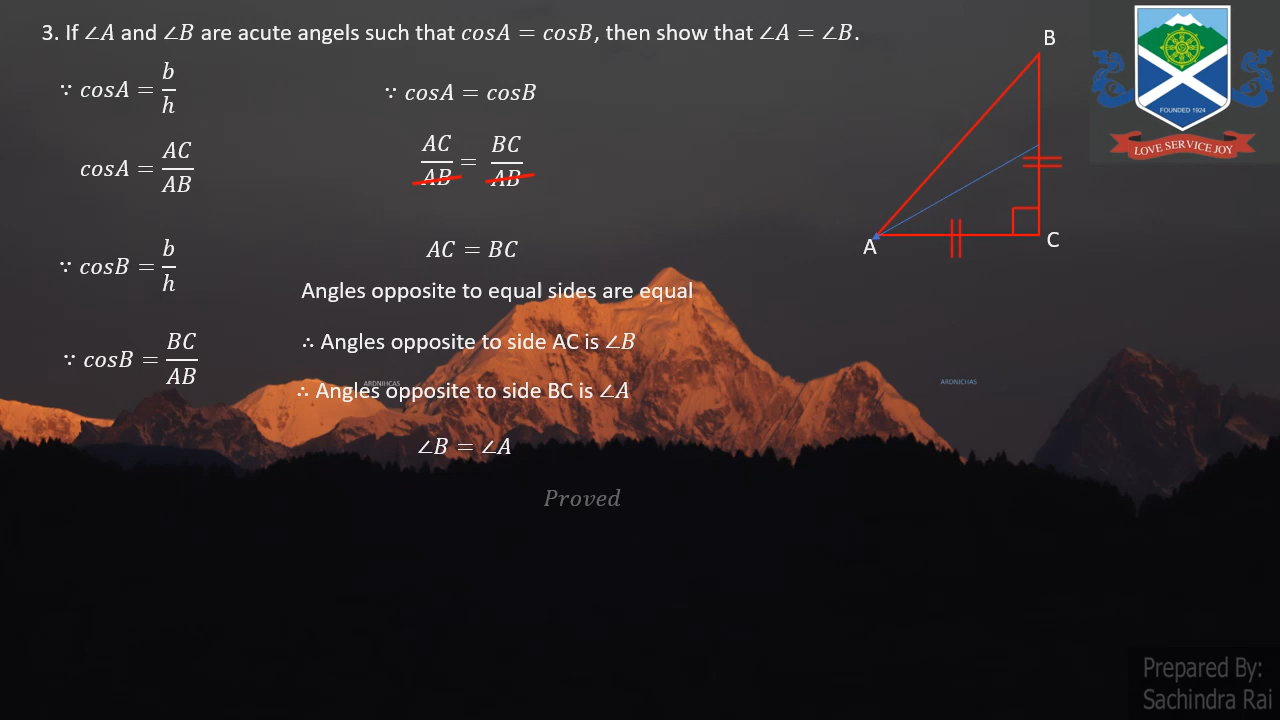 3. If ∠A and ∠B are acute angels such that cosA = cosB, then show that ∠A = ∠B.
∵ cosA = b/h
cosA = AC/AB
∵ cosB = b/h
∵ cosB = BC/AB
∵ cosA = cosB
AC/AB = BC/AB
AC = BC
Angles opposite to equal sides are equal
∴ Angles opposite to side AC is ∠B
∴ Angles opposite to side BC is ∠A
∠B = ∠A
Proved
B
A
C
FOUNDED 1924
LOVE SERVICE JOY
ARDNIHCAS
ARDNICHAS
Prepared By:
Sachindra Rai